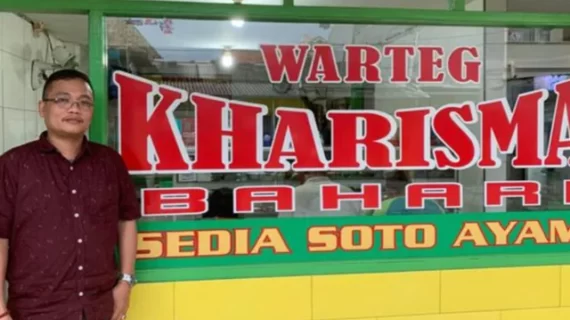 WARTEG
KHARISMA
BAHARI
SEDIA SOTO AYAM